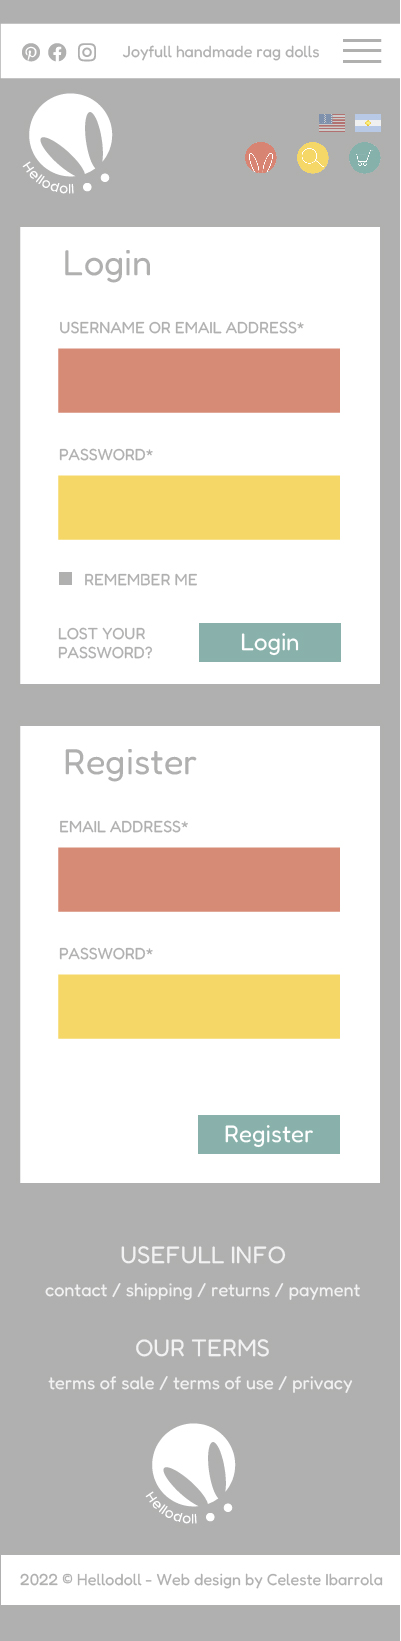 Joyfull handmade rag dolls
Hellodoll
Login
USERNAME OR EMAIL ADDRESS*
PASSWORD*
REMEMBER ME
LOST YOUR
PASSWORD?
Login
Register
EMAIL ADDRESS*
PASSWORD*
Register
USEFULL INFO
contact / shipping / returns / payment
OUR TERMS
terms of sale / terms of use / privacy
Hellodoll
2022 © Hellodoll - Web design by Celeste Ibarrola